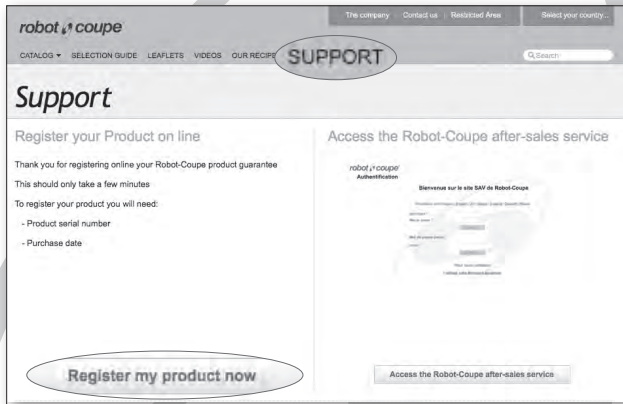 robot coupe
The company Contact us Restricted Area Select your country...
CATALOG SELECTION GUIDE LEAFLETS VIDEOS OUR RECIPE SUPPORT Search
Support
Register your Product on line
Thank you for registering online your Robot-Coupe product guarantee
This should only take a few minutes
To register your product you will need:
- Product serial number
- Purchase date
Register my product now
Access the Robot-Coupe after-sales service
robot coupe
Authentification
Bienvenue sur le site SAV de Robot-Coupe
Access the Robot-Coupe after-sales service